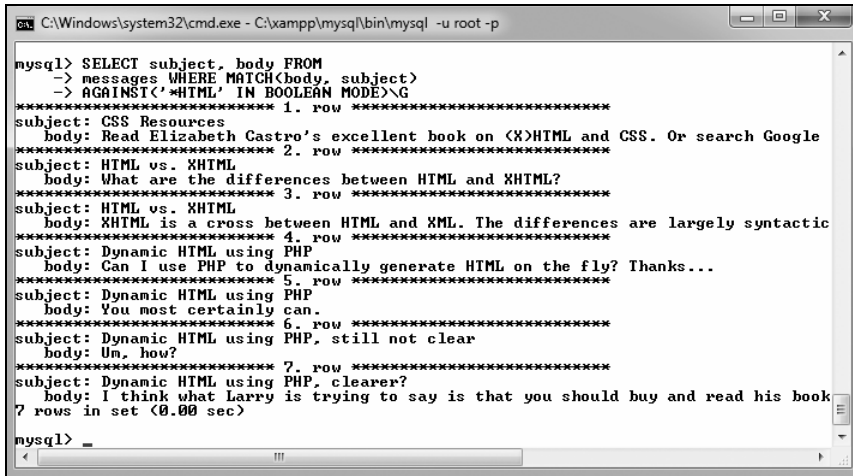 C:\Windows\system32\cmd.exe - C:\xampp\mysql\bin\mysql -u root -p
mysql> SELECT subject, body FROM
    -> messages WHERE MATCH(body, subject)
    -> AGAINST('*HTML' IN BOOLEAN MODE)\G
*************************** 1. row ***************************
subject: CSS Resources
   body: Read Elizabeth Castro's excellent book on (X)HTML and CSS. Or search Google
*************************** 2. row ***************************
subject: HTML vs. XHTML
   body: What are the differences between HTML and XHTML?
*************************** 3. row ***************************
subject: HTML vs. XHTML
   body: XHTML is a cross between HTML and XML. The differences are largely syntactic
*************************** 4. row ***************************
subject: Dynamic HTML using PHP
   body: Can I use PHP to dynamically generate HTML on the fly? Thanks...
*************************** 5. row ***************************
subject: Dynamic HTML using PHP
   body: You most certainly can.
*************************** 6. row ***************************
subject: Dynamic HTML using PHP, still not clear
   body: Um, how?
*************************** 7. row ***************************
subject: Dynamic HTML using PHP, clearer?
   body: I think what Larry is trying to say is that you should buy and read his book
7 rows in set (0.00 sec)
mysql> _